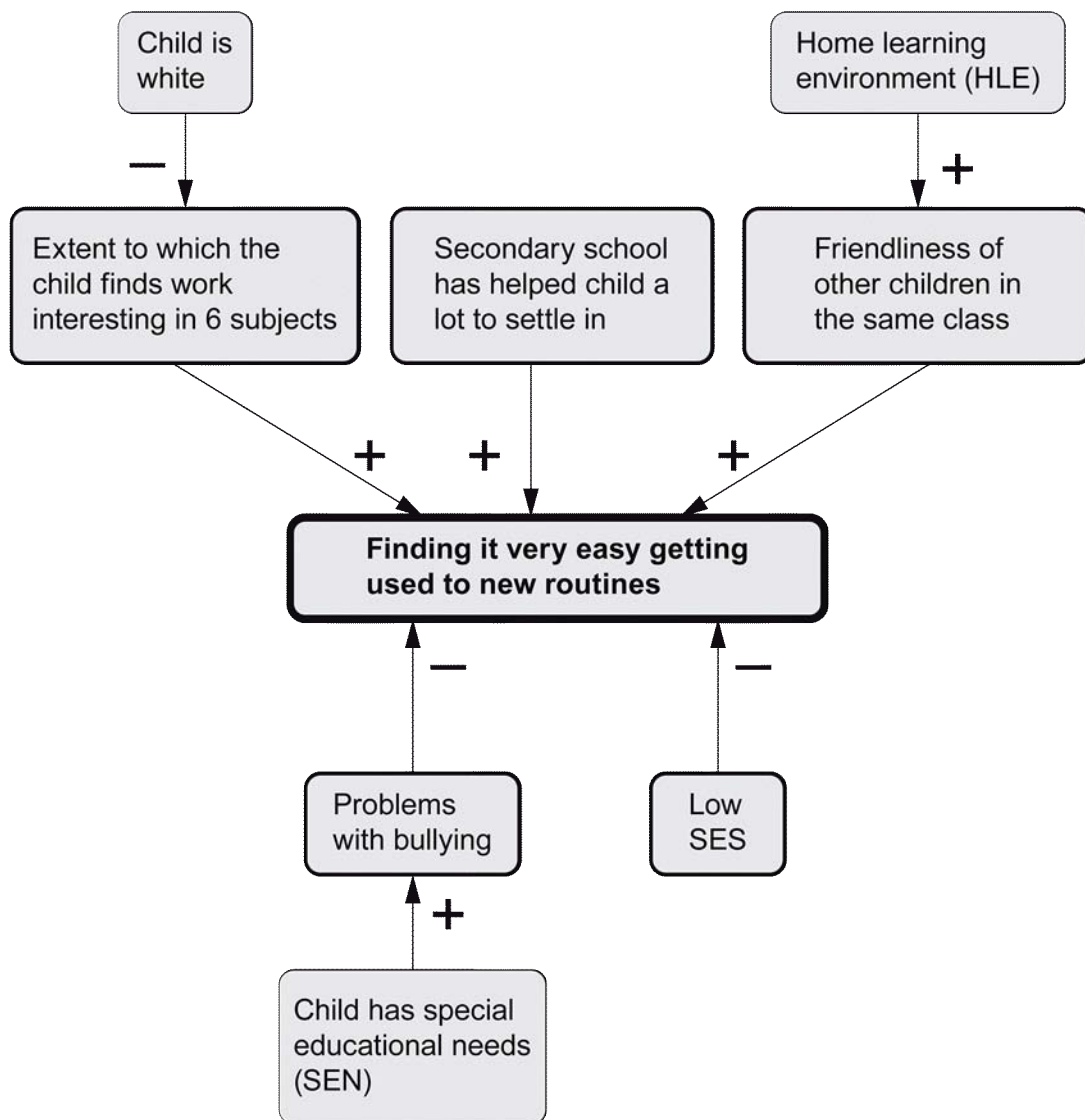 Child is
white
Home learning
environment (HLE)
—
+
Extent to which the
child finds work
interesting in 6 subjects
Secondary school
has helped child a
lot to settle in
Friendliness of
other children in
the same class
+
+
+
Finding it very easy getting
used to new routines
—
—
Problems
with bullying
Low
SES
+
Child has special
educational needs
(SEN)